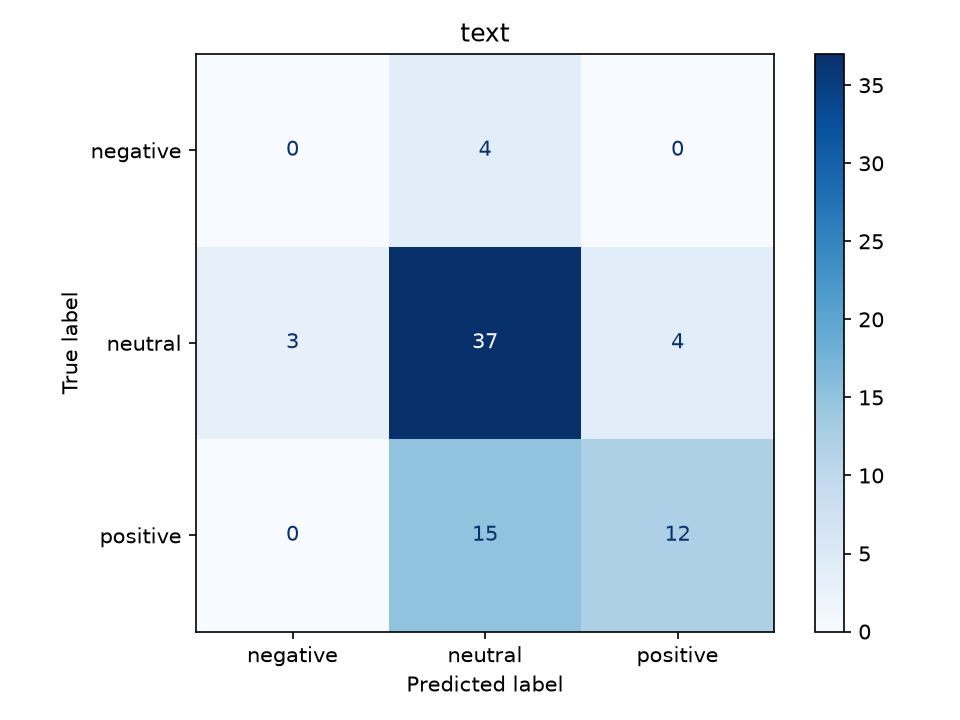 text
negative 0 4 0
neutral 3 37 4
positive 0 15 12
negative neutral positive
Predicted label
True label
35
30
25
20
15
10
5
0